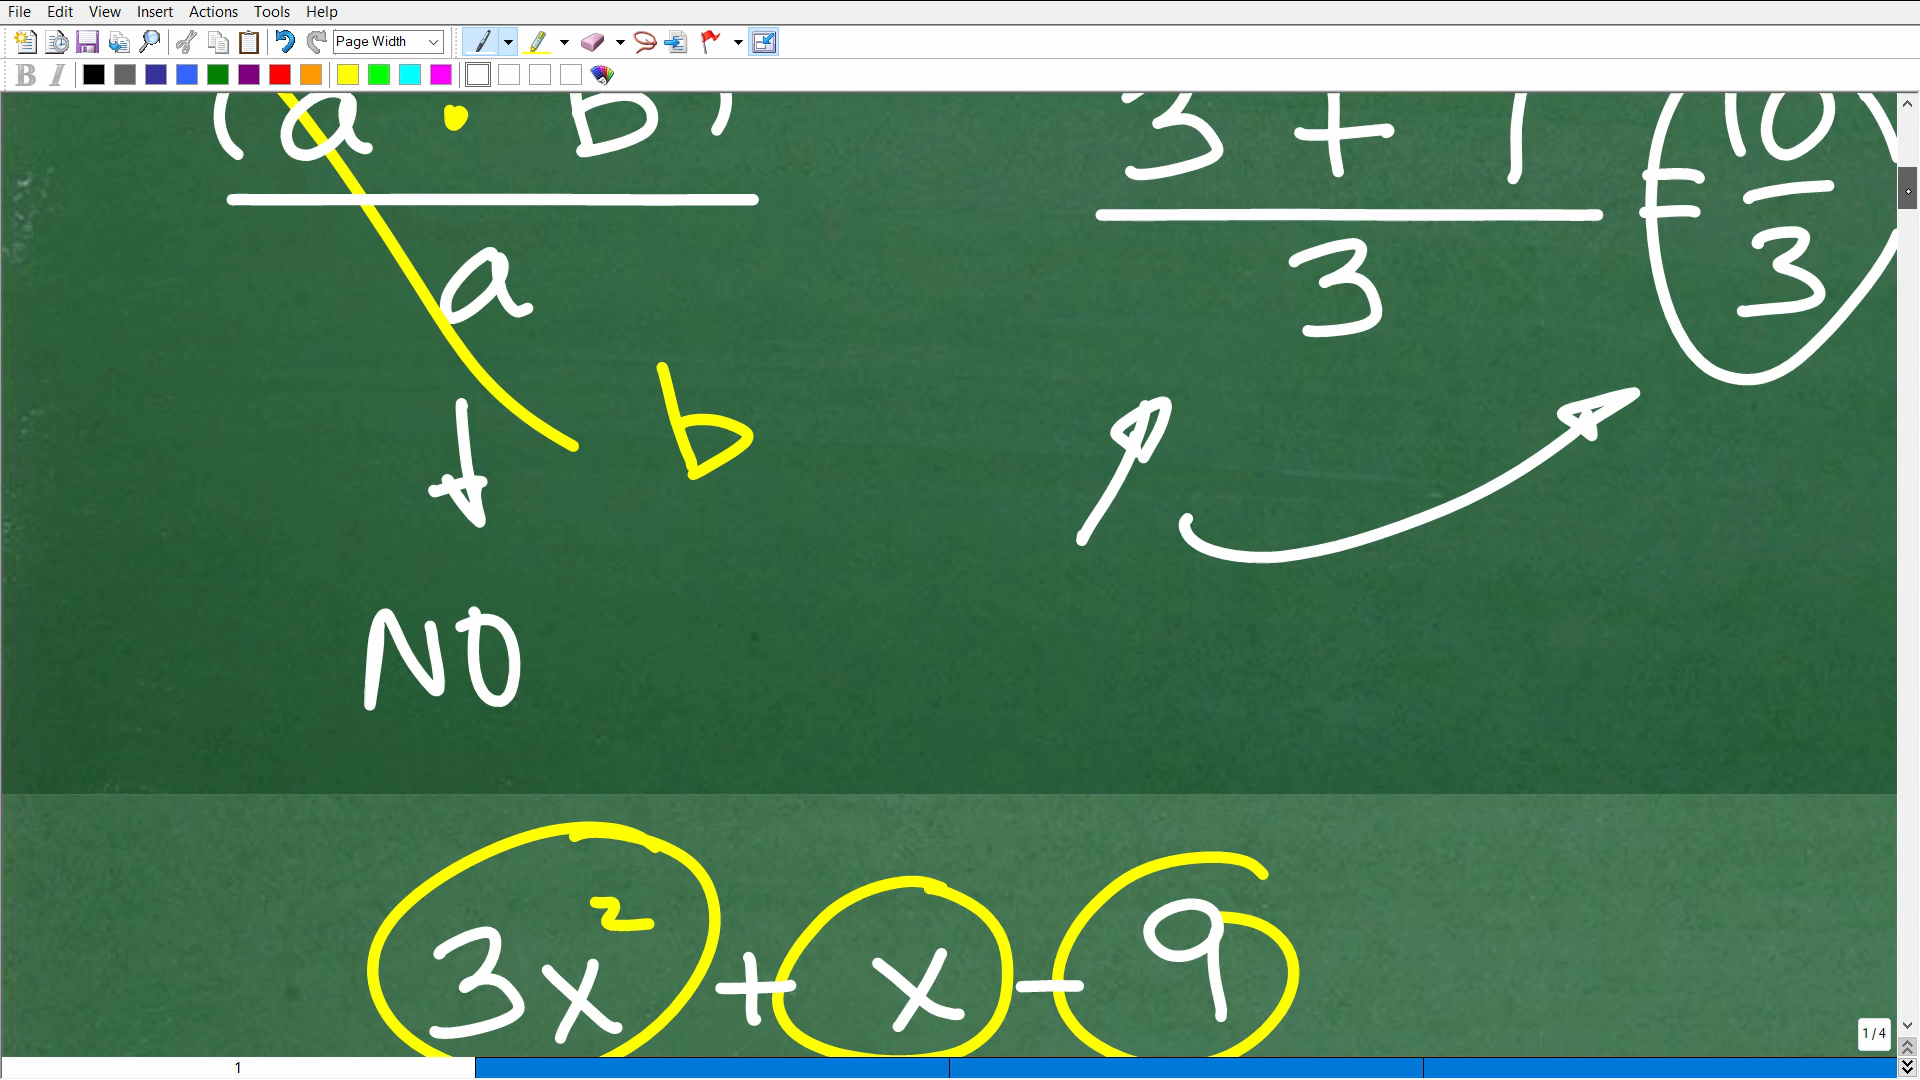 File Edit View Insert Actions Tools Help
Page Width
B I
(a · b)
a
b
NO
3 + 1
3
= 10
3
3x² + x - 9
1 / 4
1